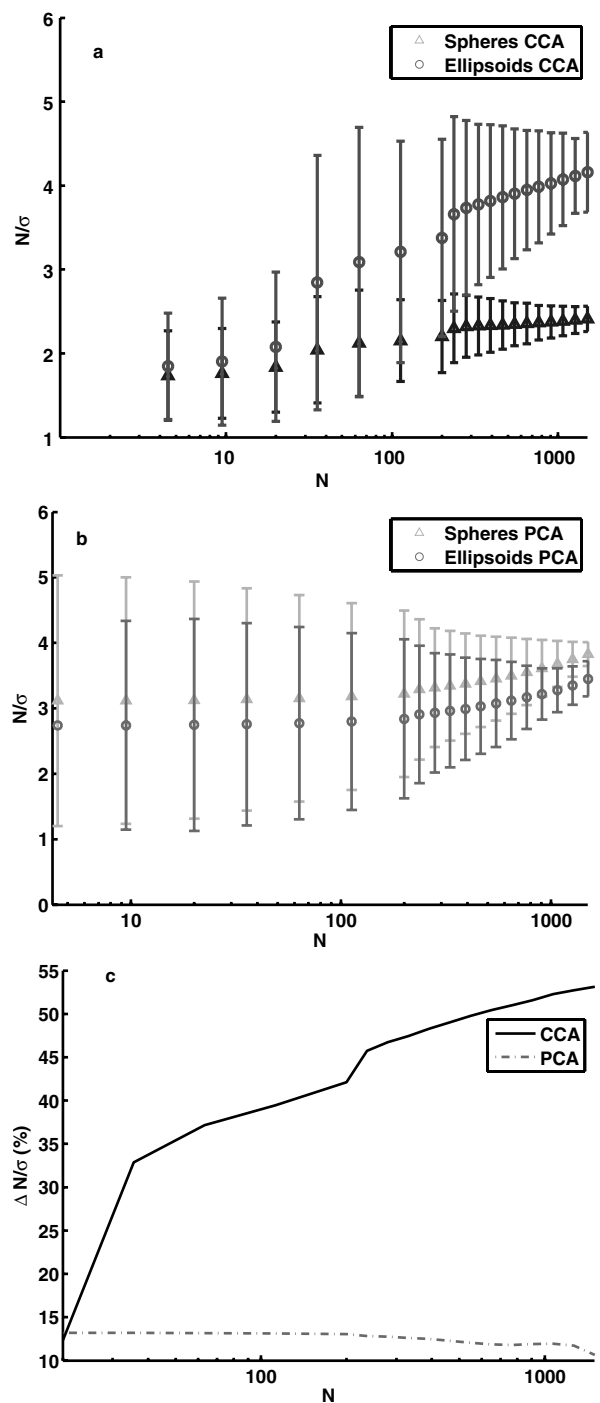 a
Spheres CCA
Ellipsoids CCA
6
5
4
3
2
1
N/σ
10
100
1000
N
b
Spheres PCA
Ellipsoids PCA
6
5
4
3
2
1
0
N/σ
10
100
1000
N
c
CCA
PCA
55
50
45
40
35
30
25
20
15
10
Δ N/σ (%)
100
1000
N